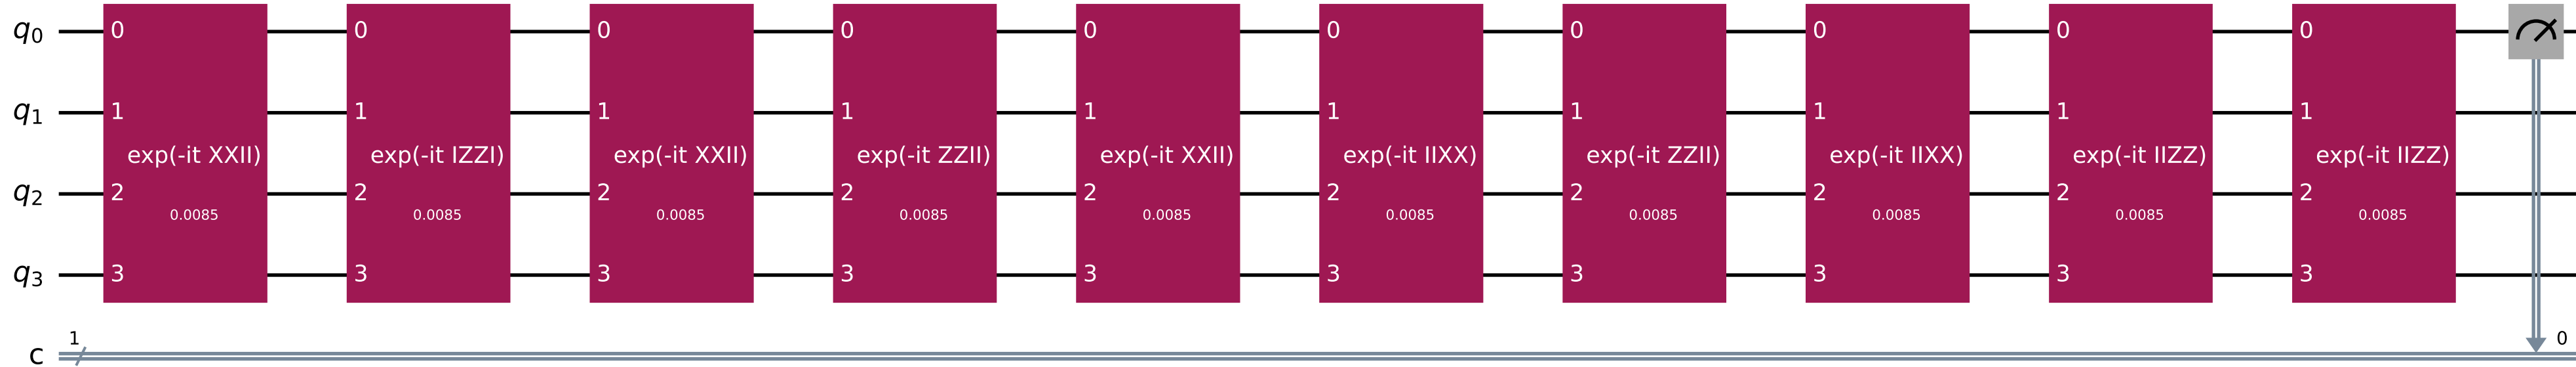 q0 0 0 0 0 0 0 0 0 0 0
q1 1 1 1 1 1 1 1 1 1 1
exp(-it XXII) exp(-it IZZI) exp(-it XXII) exp(-it ZZII) exp(-it XXII) exp(-it IIXX) exp(-it ZZII) exp(-it IIXX) exp(-it IIZZ) exp(-it IIZZ)
q2 2 2 2 2 2 2 2 2 2 2
0.0085 0.0085 0.0085 0.0085 0.0085 0.0085 0.0085 0.0085 0.0085 0.0085
q3 3 3 3 3 3 3 3 3 3 3
1 0
c